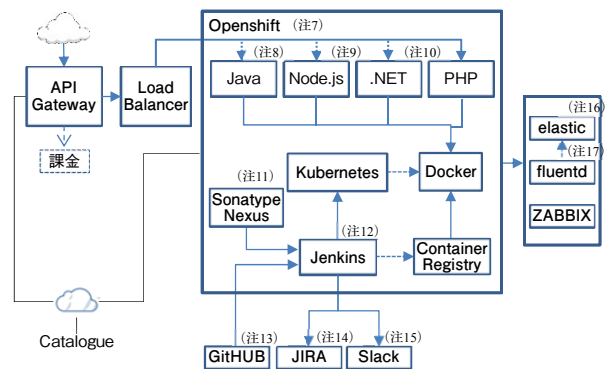 Openshift (注7)
(注8)
(注9)
(注10)
API
Gateway
Load
Balancer
Java
Node.js
.NET
PHP
課金
(注16)
elastic
(注17)
fluentd
ZABBIX
Kubernetes
Docker
(注11)
Sonatype
Nexus
(注12)
Jenkins
Container
Registry
Catalogue
(注13)
GitHUB
(注14)
JIRA
(注15)
Slack